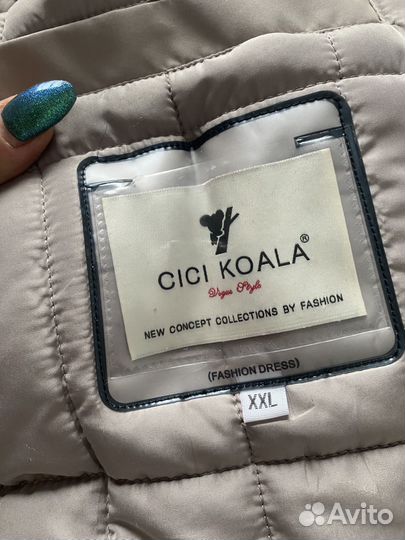 CICI KOALA®
Vogue Style
NEW CONCEPT COLLECTIONS BY FASHION
(FASHION DRESS)
XXL
Avito